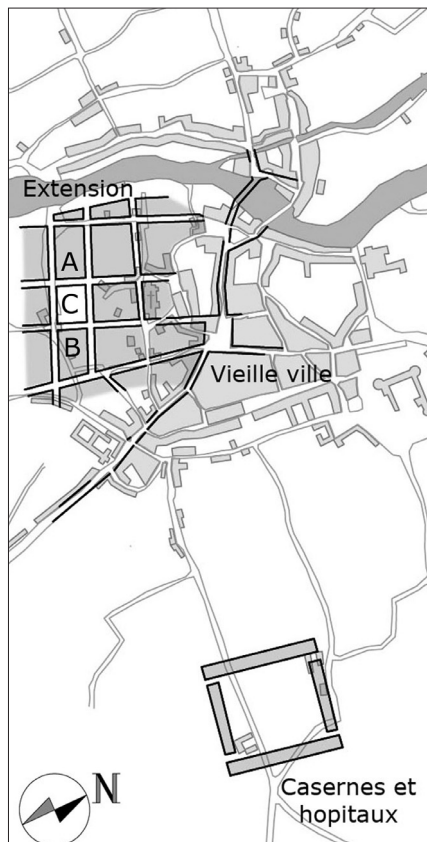 Extension
A
C
B
Vieille ville
N
Casernes et
hopitaux